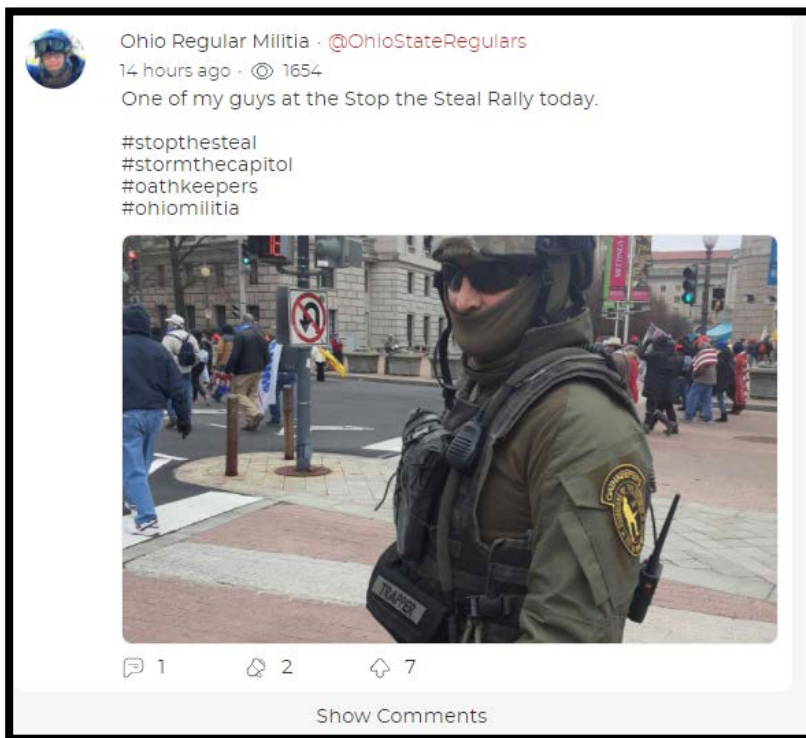 Ohio Regular Militia · @OhioStateRegulars
14 hours ago · 1654
One of my guys at the Stop the Steal Rally today.
#stopthesteal
#stormthecapitol
#oathkeepers
#ohiomilitia
OATHKEEPERS
TRAPPER
1
2
7
Show Comments